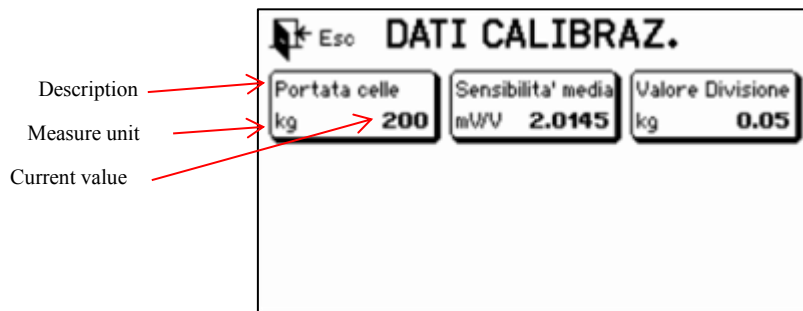 Esc DATI CALIBRAZ.
Description
Measure unit
Current value
Portata celle
kg 200
Sensibilita' media
mV/V 2.0145
Valore Divisione
kg 0.05